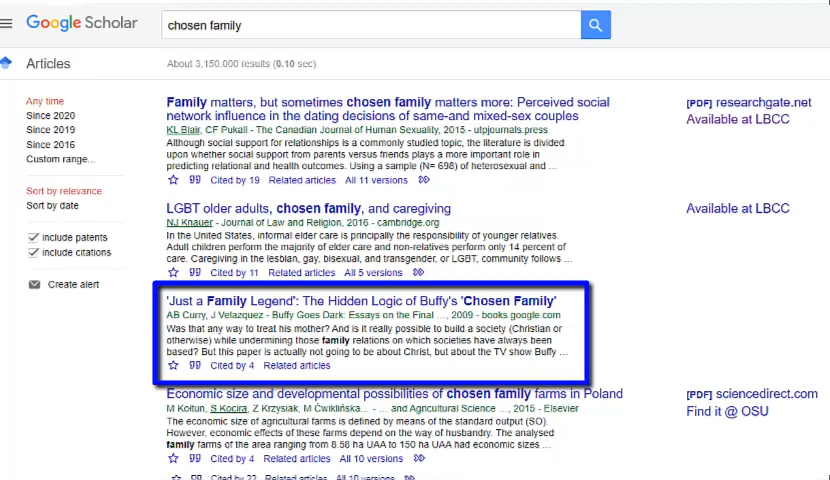 Google Scholar
chosen family
Articles
About 3,150,000 results (0.10 sec)
Any time
Since 2020
Since 2019
Since 2016
Custom range...
Sort by relevance
Sort by date
include patents
include citations
Create alert
Family matters, but sometimes chosen family matters more: Perceived social
network influence in the dating decisions of same-and mixed-sex couples
KL Blair, CF Pukall - The Canadian Journal of Human Sexuality, 2015 - utpjournals.press
Although social support for relationships is a commonly studied topic, the literature is divided
upon whether social support from parents versus friends plays a more important role in
predicting relational and health outcomes. Using a sample (N= 698) of heterosexual and ...
Cited by 19 Related articles All 11 versions
[PDF] researchgate.net
Available at LBCC
LGBT older adults, chosen family, and caregiving
NJ Knauer - Journal of Law and Religion, 2016 - cambridge.org
In the United States, informal elder care is principally the responsibility of younger relatives.
Adult children perform the majority of elder care and non-relatives perform only 14 percent of
care. Caregiving in the lesbian, gay, bisexual, and transgender, or LGBT, community follows ...
Cited by 11 Related articles All 5 versions
Available at LBCC
'Just a Family Legend': The Hidden Logic of Buffy's 'Chosen Family'
AB Curry, J Velazquez - Buffy Goes Dark: Essays on the Final ..., 2009 - books.google.com
Was that any way to treat his mother? And is it really possible to build a society (Christian or
otherwise) while undermining those family relations on which societies have always been
based? But this paper is actually not going to be about Christ, but about the TV show Buffy ...
Cited by 4 Related articles
Economic size and developmental possibilities of chosen family farms in Poland
M Kołtun, S Kocira, Z Krzysiak, M Ćwiklińska... - ... and Agricultural Science ..., 2015 - Elsevier
The economic size of agricultural farms is defined by means of the standard output (SO).
However, economic effects of these farms depend on the way of husbandry. The analysed
family farms of the area ranging from 8.58 ha UAA to 150 ha UAA had economic sizes ...
Cited by 4 Related articles All 10 versions
[PDF] sciencedirect.com
Find it @ OSU
Cited by 22 Related articles All 10 versions